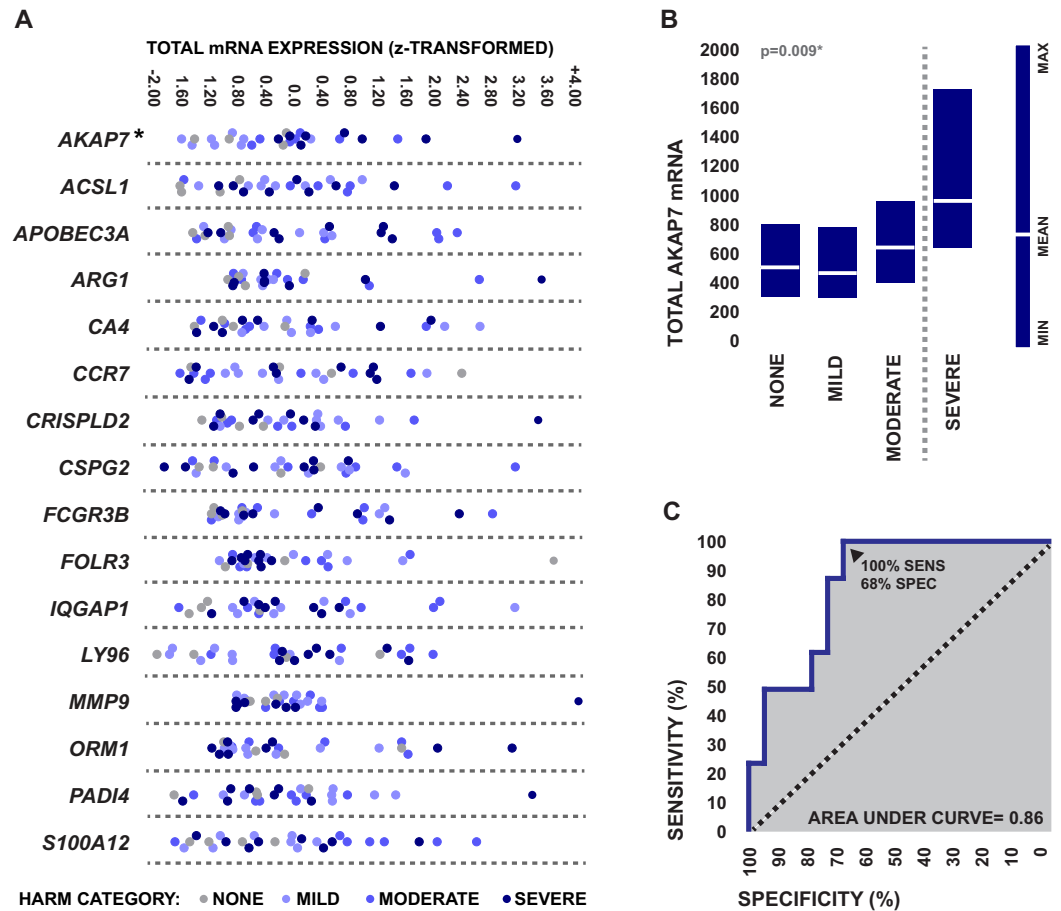 A
TOTAL mRNA EXPRESSION (z-TRANSFORMED)
-2.00 1.60 1.20 0.80 0.40 0.0 0.40 0.80 1.20 1.60 2.00 2.40 3.20 3.60 +4.00
AKAP7 *
ACSL1
APOBEC3A
ARG1
CA4
CCR7
CRISPLD2
CSPG2
FCGR3B
FOLR3
IQGAP1
LY96
MMP9
ORM1
PADI4
S100A12
HARM CATEGORY: NONE MILD MODERATE SEVERE
B
TOTAL AKAP7 mRNA
2000
1800
1600
1400
1200
1000
800
600
400
200
0
p=0.009*
NONE
MILD
MODERATE
SEVERE
MAX
MEAN
MIN
C
SENSITIVITY (%)
100
90
80
70
60
50
40
30
20
10
0
100% SENS
68% SPEC
AREA UNDER CURVE= 0.86
100 90 80 70 60 50 40 30 20 10 0
SPECIFICITY (%)